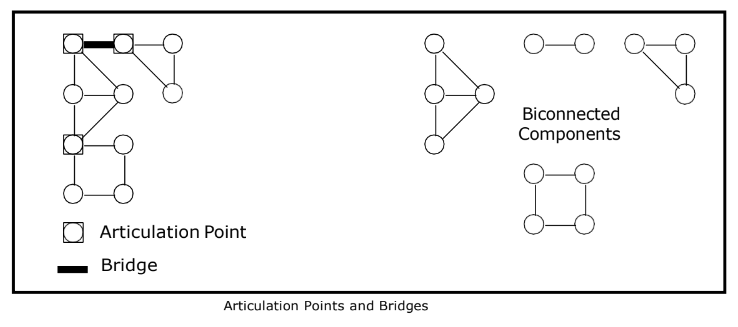 Biconnected
Components
Articulation Point
Bridge
Articulation Points and Bridges